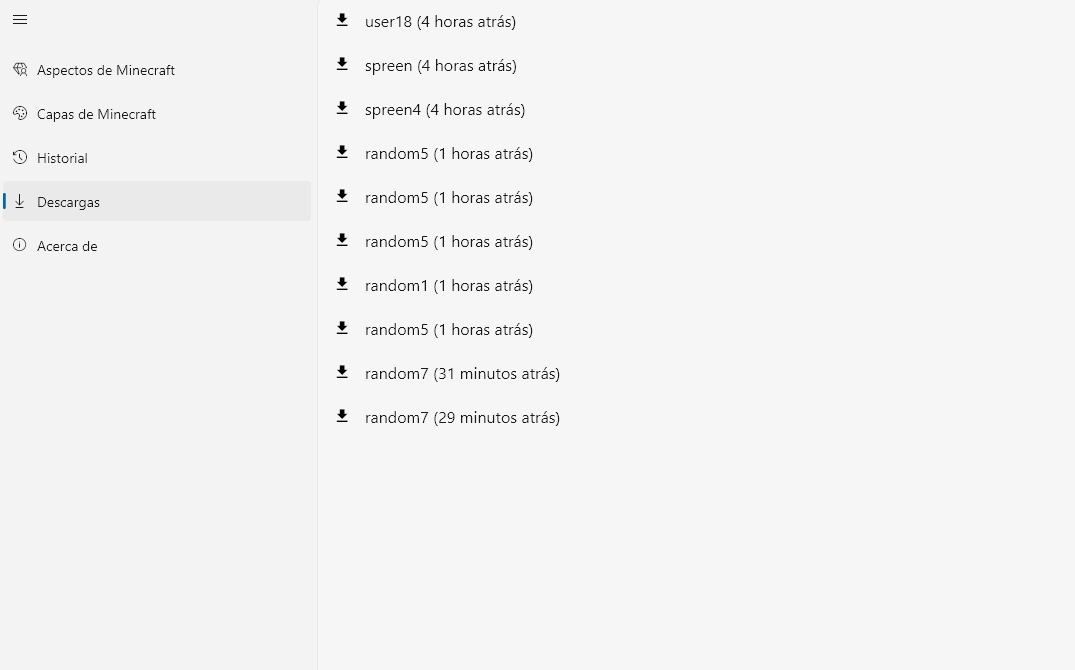 Aspectos de Minecraft
Capas de Minecraft
Historial
Descargas
Acerca de
user18 (4 horas atrás)
spreen (4 horas atrás)
spreen4 (4 horas atrás)
random5 (1 horas atrás)
random5 (1 horas atrás)
random5 (1 horas atrás)
random1 (1 horas atrás)
random5 (1 horas atrás)
random7 (31 minutos atrás)
random7 (29 minutos atrás)